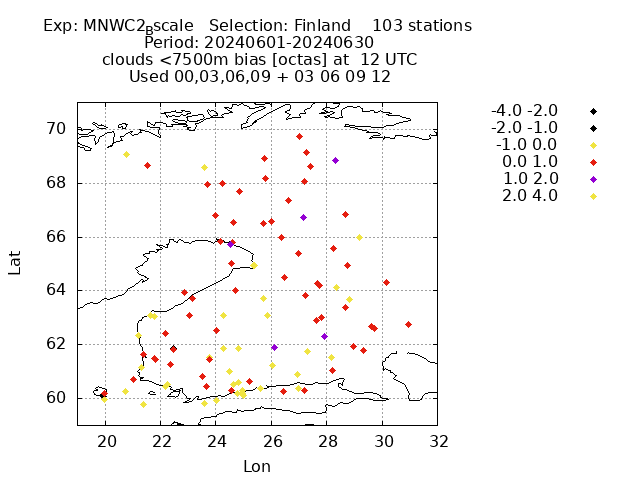 Exp: MNWC2Bscale   Selection: Finland    103 stations
Period: 20240601-20240630
clouds <7500m bias [octas] at  12 UTC
Used 00,03,06,09 + 03 06 09 12
-4.0 -2.0
-2.0 -1.0
-1.0 0.0
0.0 1.0
1.0 2.0
2.0 4.0
70
68
66
64
62
60
Lat
20 22 24 26 28 30 32
Lon